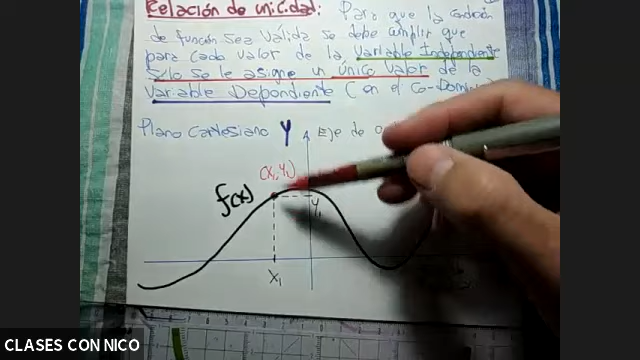 Relación de unicidad: Para que la condición
de función sea válida se debe cumplir que
para cada valor de la Variable Independiente
Sólo se le asigne un único valor de la
Variable Dependiente (en el Co-Domin
Plano Cartesiano Y Eje de
(x₁, y₁)
f(x)
y₁
x₁
CLASES CON NICO